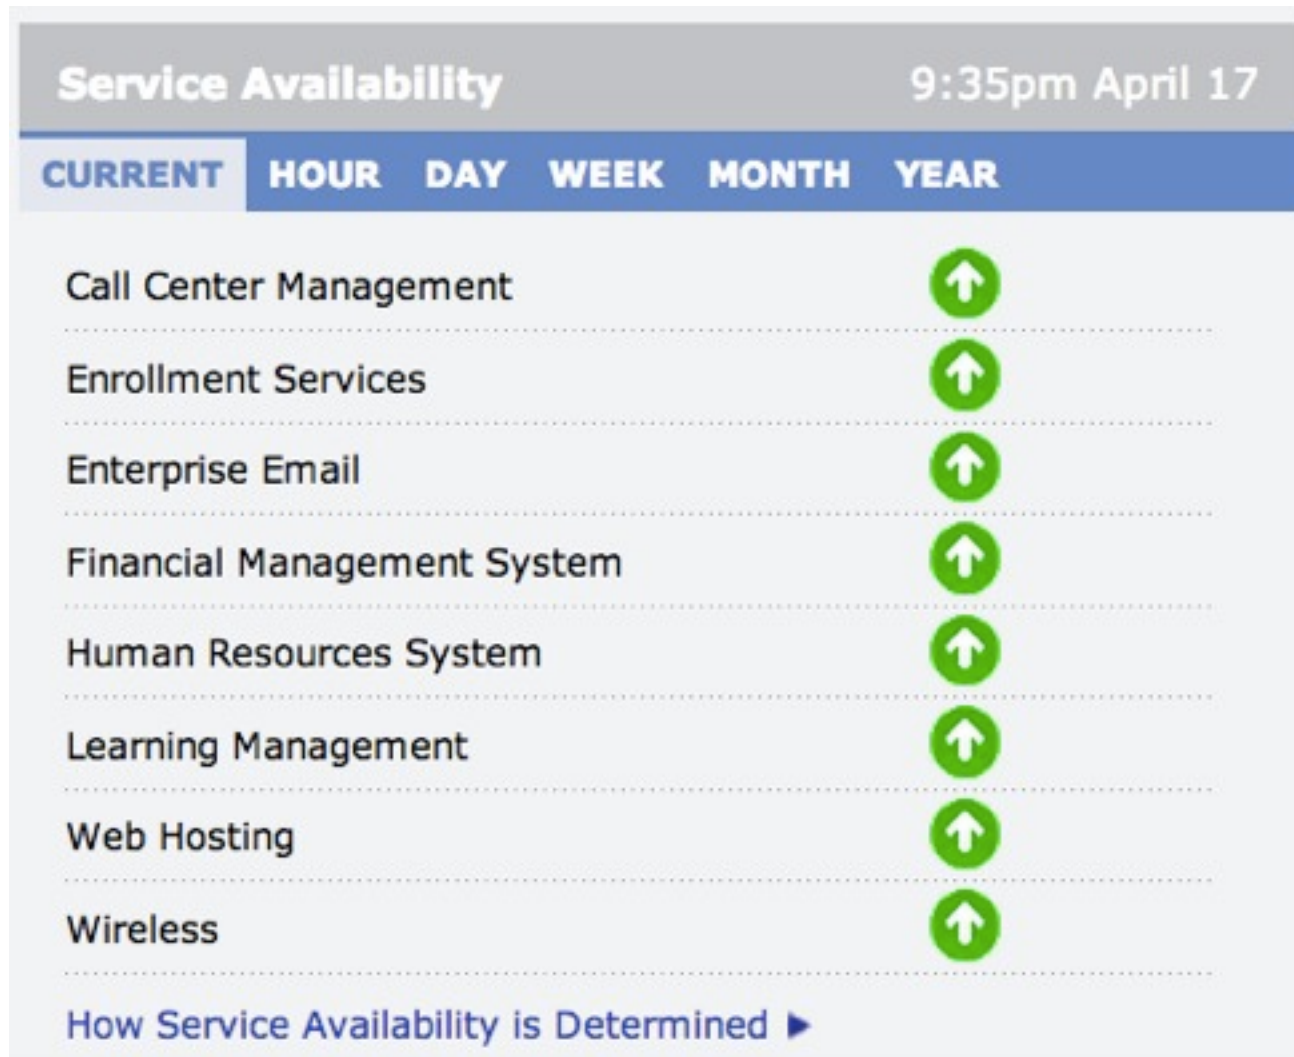 Service Availability 9:35pm April 17
CURRENT HOUR DAY WEEK MONTH YEAR
Call Center Management
Enrollment Services
Enterprise Email
Financial Management System
Human Resources System
Learning Management
Web Hosting
Wireless
How Service Availability is Determined